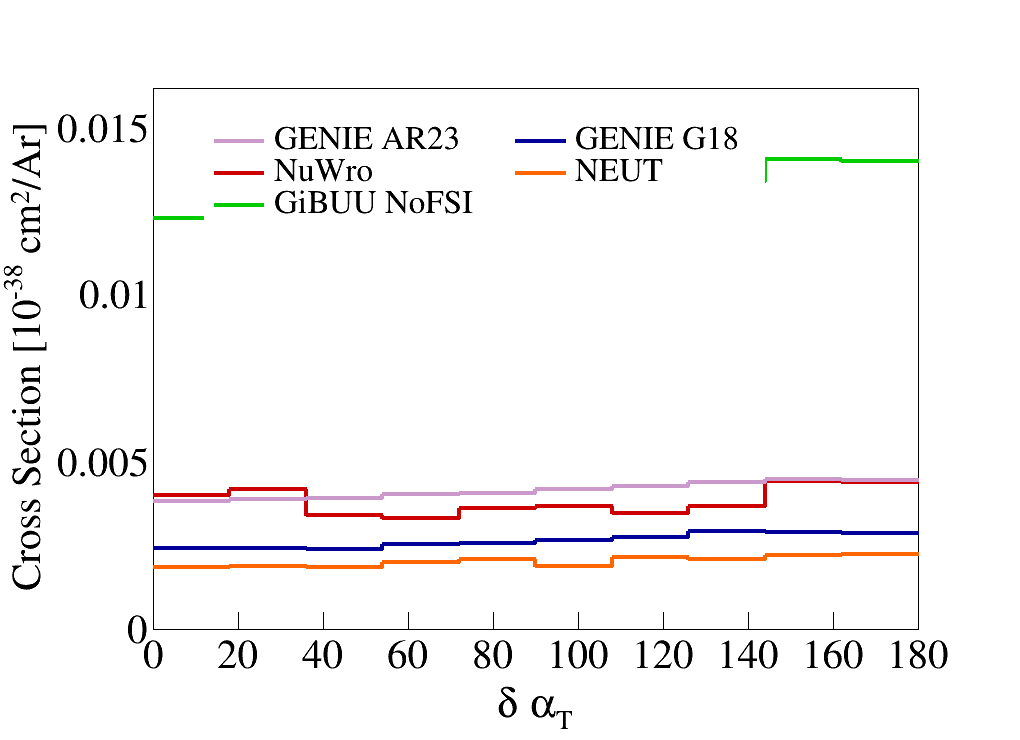 Cross Section [10⁻³⁸ cm²/Ar]
0.015
0.01
0.005
0
GENIE AR23
GENIE G18
NuWro
NEUT
GiBUU NoFSI
0 20 40 60 80 100 120 140 160 180
δ α_T